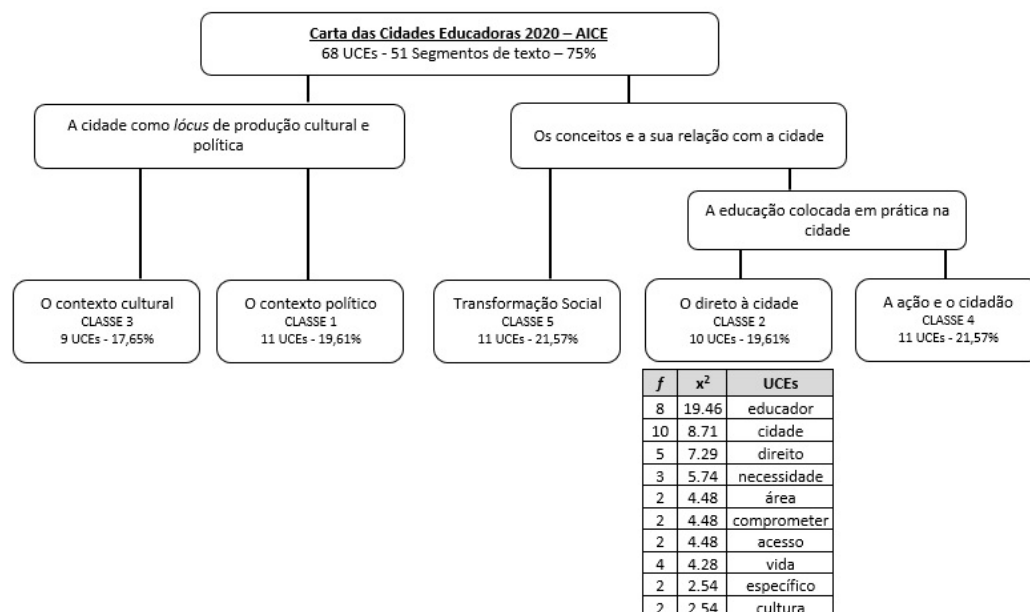 Carta das Cidades Educadoras 2020 – AICE
68 UCEs - 51 Segmentos de texto – 75%
A cidade como lócus de produção cultural e
política
Os conceitos e a sua relação com a cidade
A educação colocada em prática na
cidade
O contexto cultural
CLASSE 3
9 UCEs - 17,65%
O contexto político
CLASSE 1
11 UCEs - 19,61%
Transformação Social
CLASSE 5
11 UCEs - 21,57%
O direto à cidade
CLASSE 2
10 UCEs - 19,61%
A ação e o cidadão
CLASSE 4
11 UCEs - 21,57%
f x² UCEs
8 19.46 educador
10 8.71 cidade
5 7.29 direito
3 5.74 necessidade
2 4.48 área
2 4.48 comprometer
2 4.48 acesso
4 4.28 vida
2 2.54 específico
2 2.54 cultura